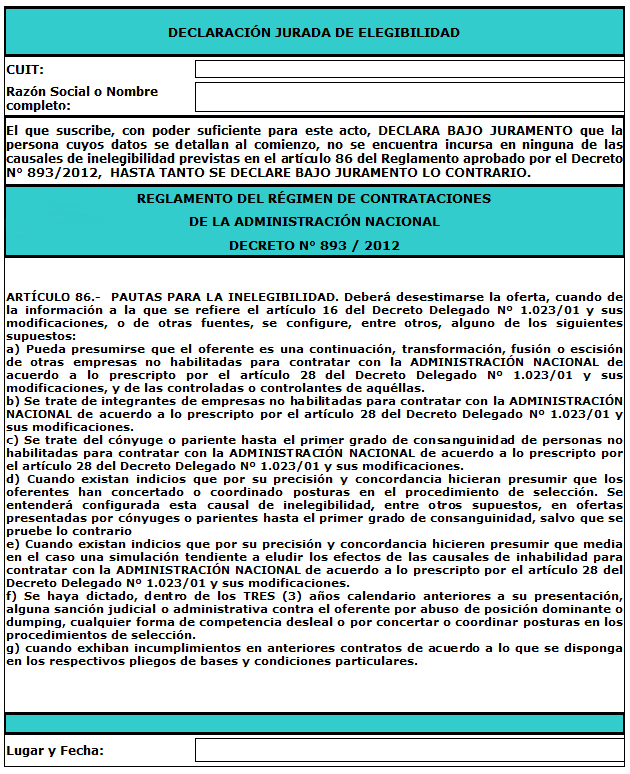 DECLARACIÓN JURADA DE ELEGIBILIDAD
CUIT:
Razón Social o Nombre
completo:
El que suscribe, con poder suficiente para este acto, DECLARA BAJO JURAMENTO que la
persona cuyos datos se detallan al comienzo, no se encuentra incursa en ninguna de las
causales de inelegibilidad previstas en el artículo 86 del Reglamento aprobado por el Decreto
N° 893/2012, HASTA TANTO SE DECLARE BAJO JURAMENTO LO CONTRARIO.
REGLAMENTO DEL RÉGIMEN DE CONTRATACIONES
DE LA ADMINISTRACIÓN NACIONAL
DECRETO N° 893 / 2012
ARTÍCULO 86.- PAUTAS PARA LA INELEGIBILIDAD. Deberá desestimarse la oferta, cuando de
la información a la que se refiere el artículo 16 del Decreto Delegado Nº 1.023/01 y sus
modificaciones, o de otras fuentes, se configure, entre otros, alguno de los siguientes
supuestos:
a) Pueda presumirse que el oferente es una continuación, transformación, fusión o escisión
de otras empresas no habilitadas para contratar con la ADMINISTRACIÓN NACIONAL de
acuerdo a lo prescripto por el artículo 28 del Decreto Delegado Nº 1.023/01 y sus
modificaciones, y de las controladas o controlantes de aquéllas.
b) Se trate de integrantes de empresas no habilitadas para contratar con la ADMINISTRACIÓN
NACIONAL de acuerdo a lo prescripto por el artículo 28 del Decreto Delegado Nº 1.023/01 y
sus modificaciones.
c) Se trate del cónyuge o pariente hasta el primer grado de consanguinidad de personas no
habilitadas para contratar con la ADMINISTRACIÓN NACIONAL de acuerdo a lo prescripto por
el artículo 28 del Decreto Delegado Nº 1.023/01 y sus modificaciones.
d) Cuando existan indicios que por su precisión y concordancia hicieran presumir que los
oferentes han concertado o coordinado posturas en el procedimiento de selección. Se
entenderá configurada esta causal de inelegibilidad, entre otros supuestos, en ofertas
presentadas por cónyuges o parientes hasta el primer grado de consanguinidad, salvo que se
pruebe lo contrario
e) Cuando existan indicios que por su precisión y concordancia hicieren presumir que media
en el caso una simulación tendiente a eludir los efectos de las causales de inhabilidad para
contratar con la ADMINISTRACIÓN NACIONAL de acuerdo a lo prescripto por el artículo 28 del
Decreto Delegado Nº 1.023/01 y sus modificaciones.
f) Se haya dictado, dentro de los TRES (3) años calendario anteriores a su presentación,
alguna sanción judicial o administrativa contra el oferente por abuso de posición dominante o
dumping, cualquier forma de competencia desleal o por concertar o coordinar posturas en los
procedimientos de selección.
g) cuando exhiban incumplimientos en anteriores contratos de acuerdo a lo que se disponga
en los respectivos pliegos de bases y condiciones particulares.
Lugar y Fecha: